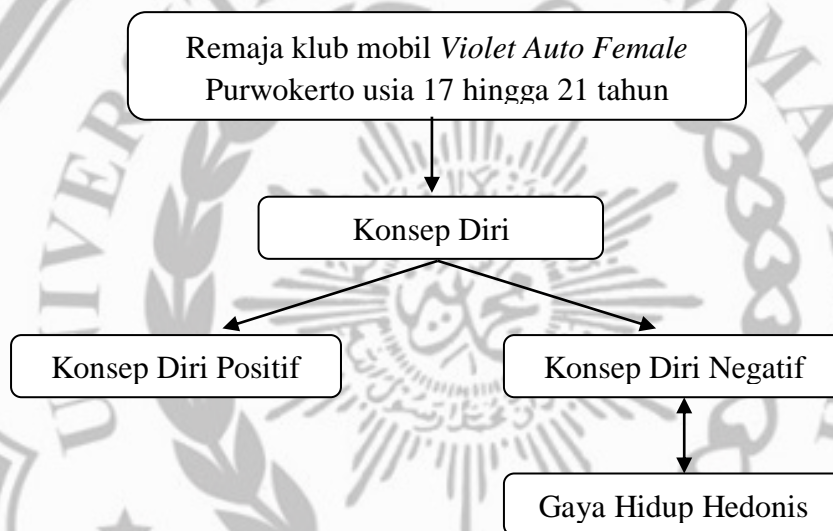 Remaja klub mobil Violet Auto Female
Purwokerto usia 17 hingga 21 tahun
Konsep Diri
Konsep Diri Positif
Konsep Diri Negatif
Gaya Hidup Hedonis